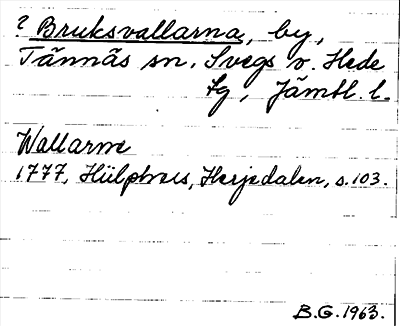 ? Bruksvallarna, by,
Tännäs sn. Svegs o. Hede
tg, Jämtl. l.
Wallarne
1777, Hülphers, Herjedalen, s. 103.
B.G. 1963.